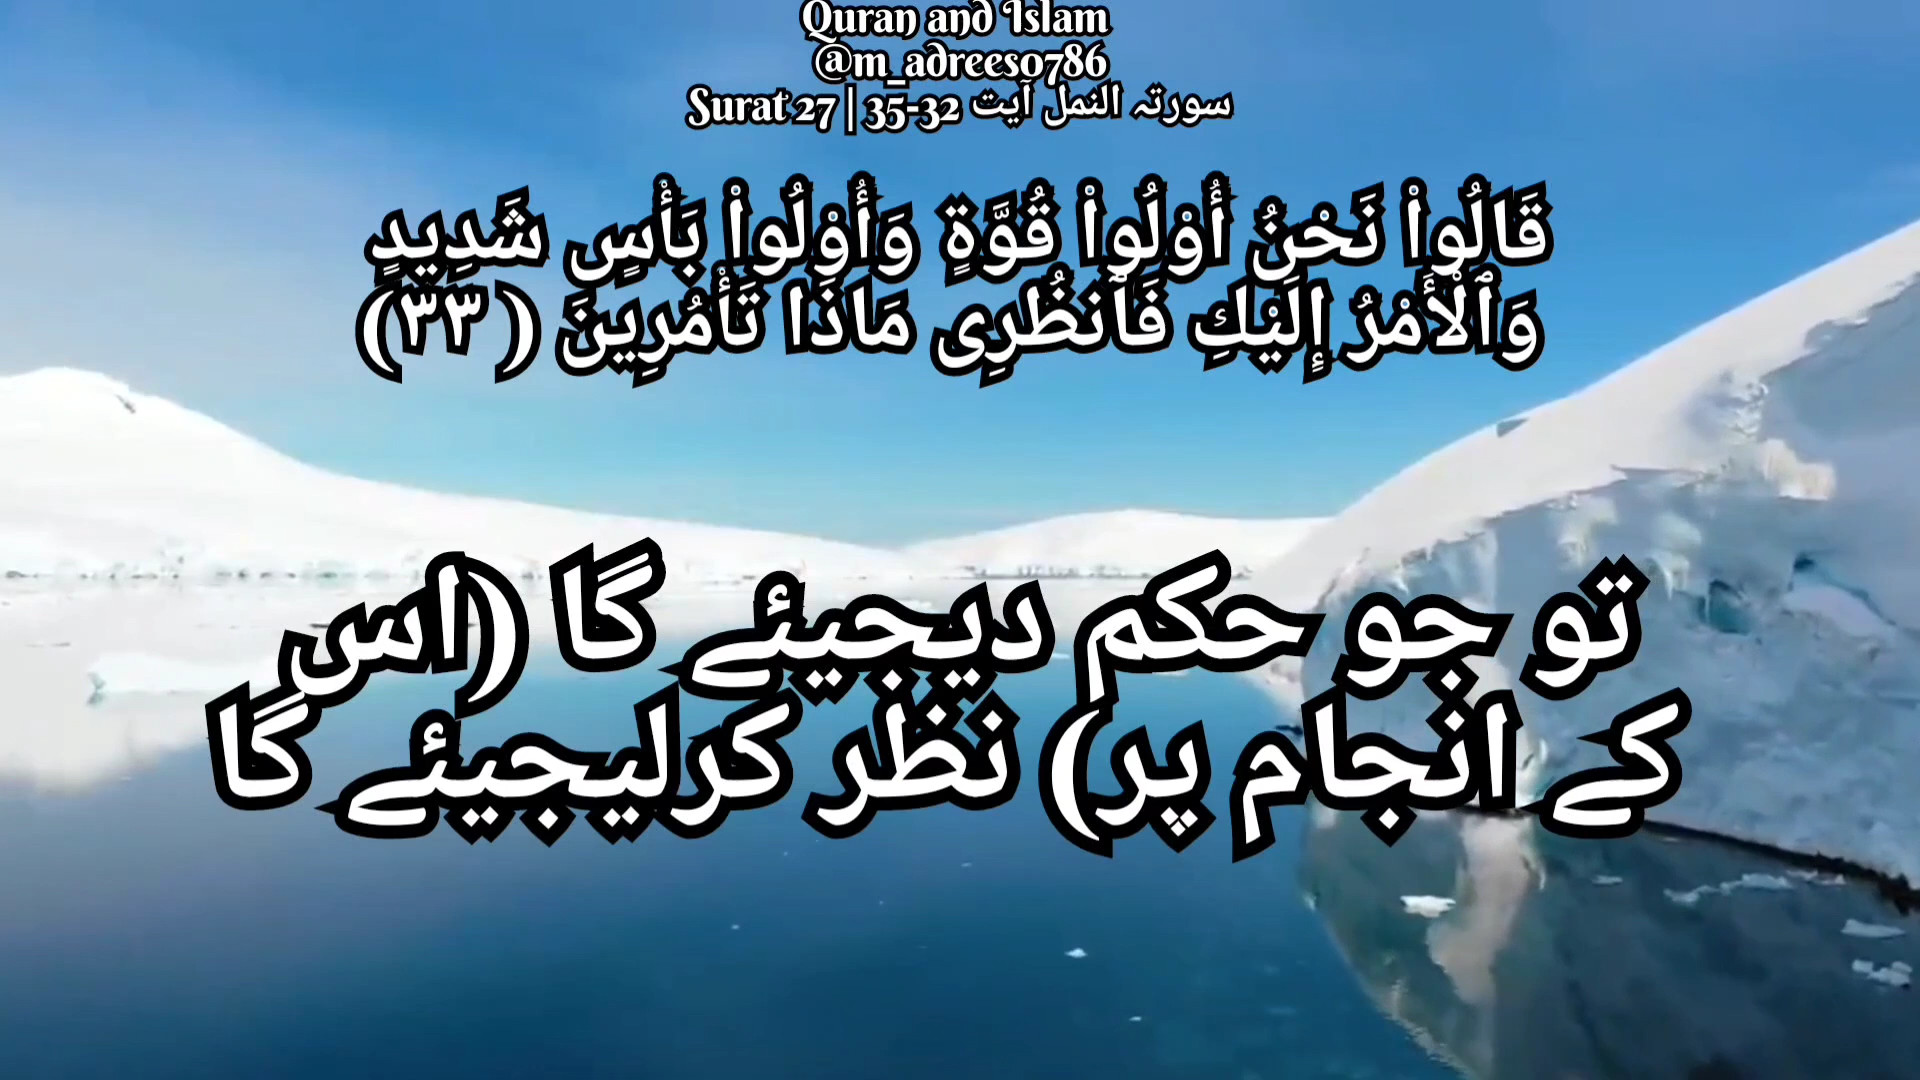 Quran and Islam
@m_adrees0786
Surat 27 | 35-32 سورتہ النمل آیت
قَالُوا۟ نَحْنُ أُو۟لُوا۟ قُوَّةٍ وَأُو۟لُوا۟ بَأْسٍ شَدِيدٍ
وَٱلْأَمْرُ إِلَيْكِ فَٱنظُرِى مَاذَا تَأْمُرِينَ (٣٣)
تو جو حکم دیجیئے گا (اس
کے انجام پر) نظر کرلیجیئے گا